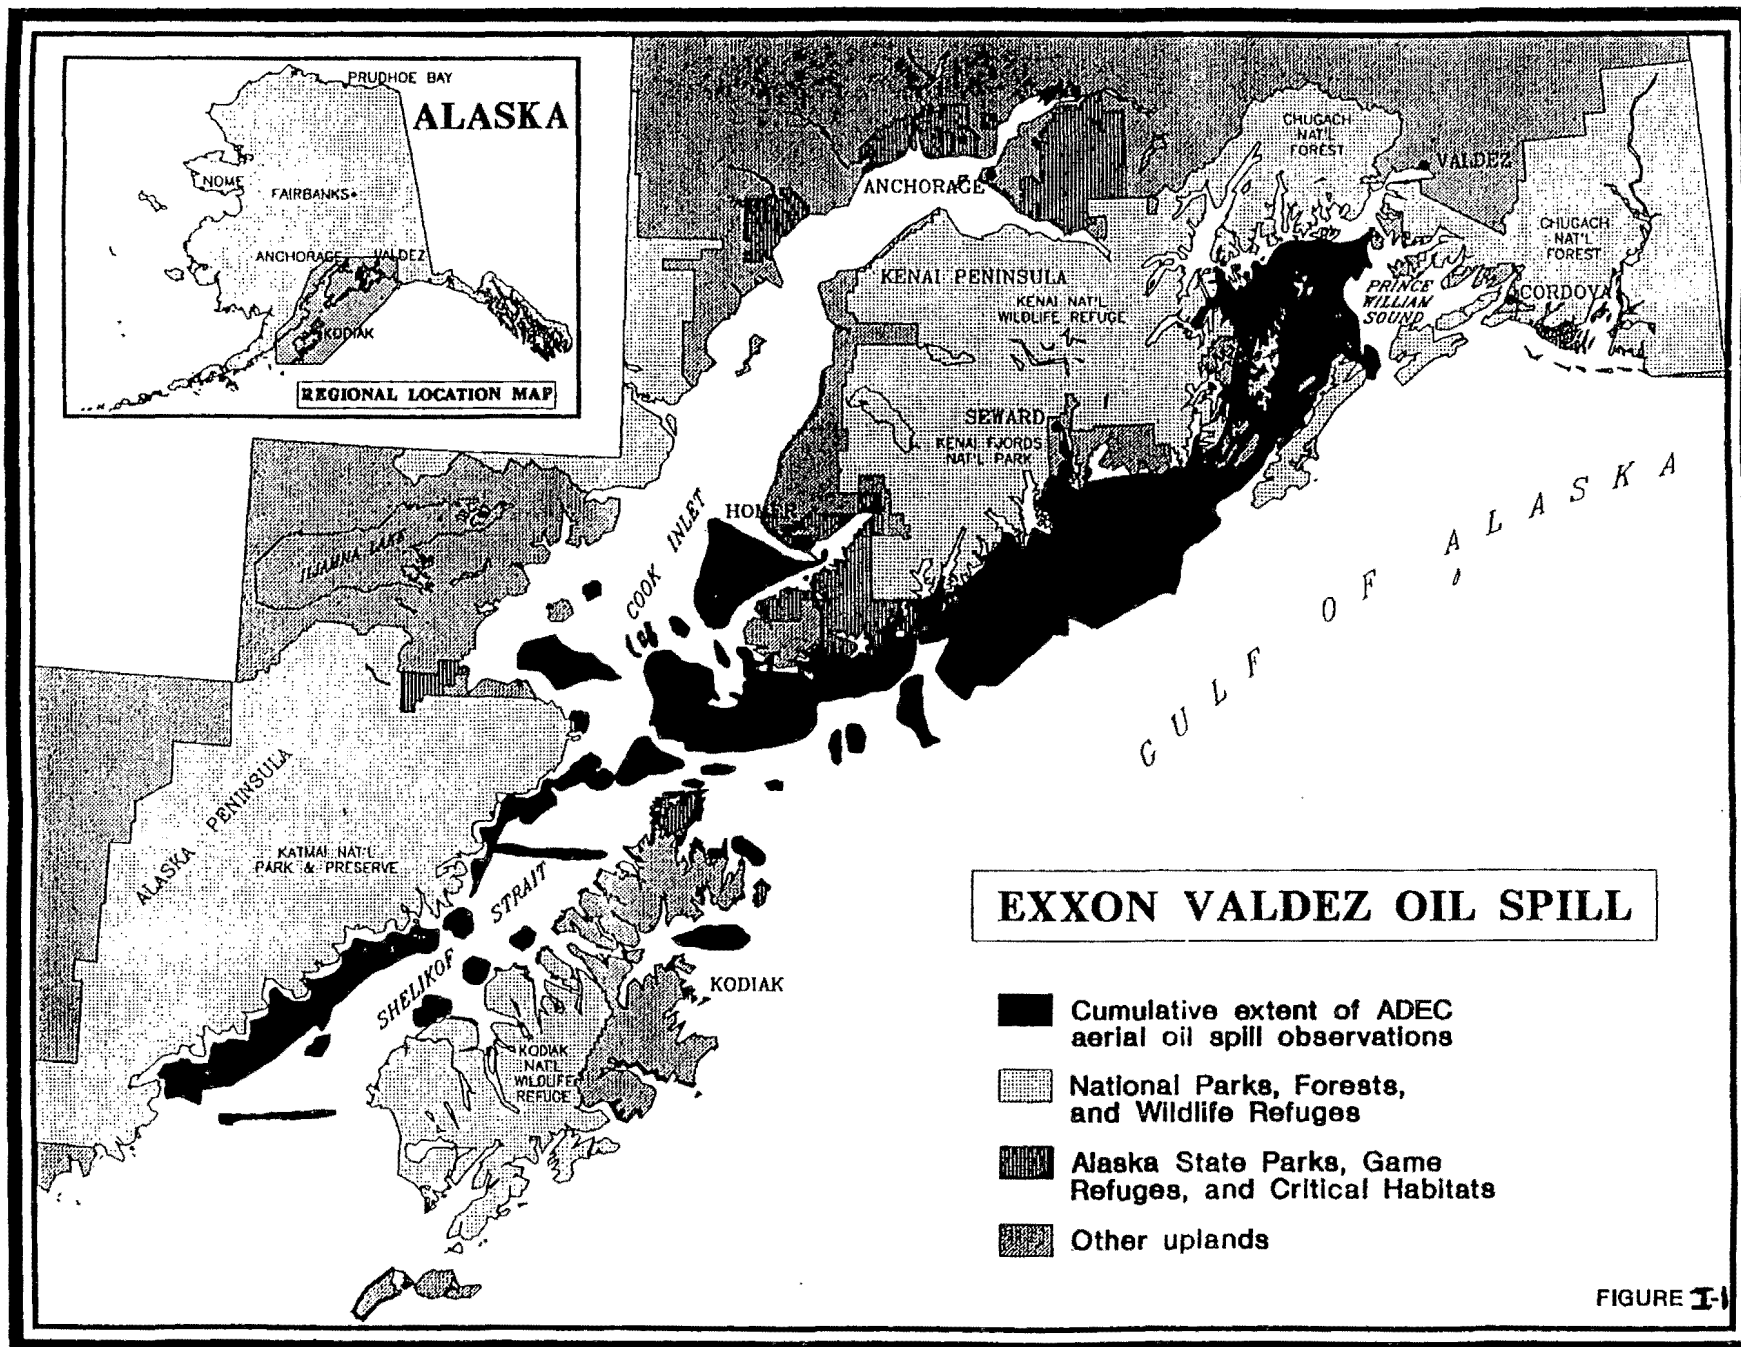 PRUDHOE BAY
ALASKA
NOME
FAIRBANKS
ANCHORAGE
VALDEZ
KODIAK
REGIONAL LOCATION MAP
CHUGACH
NAT'L
FOREST
VALDEZ
ANCHORAGE
CHUGACH
NAT'L
FOREST
KENAI PENINSULA
KENAI NAT'L
WILDLIFE REFUGE
PRINCE
WILLIAM
SOUND
CORDOVA
SEWARD
KENAI FJORDS
NAT'L PARK
HOMER
COOK INLET
ILIAMNA LAKE
GULF OF ALASKA
ALASKA PENINSULA
KATMAI NAT'L
PARK & PRESERVE
SHELIKOF STRAIT
KODIAK
KODIAK
NAT'L
WILDLIFE
REFUGE
EXXON VALDEZ OIL SPILL
Cumulative extent of ADEC
aerial oil spill observations
National Parks, Forests,
and Wildlife Refuges
Alaska State Parks, Game
Refuges, and Critical Habitats
Other uplands
FIGURE I-1